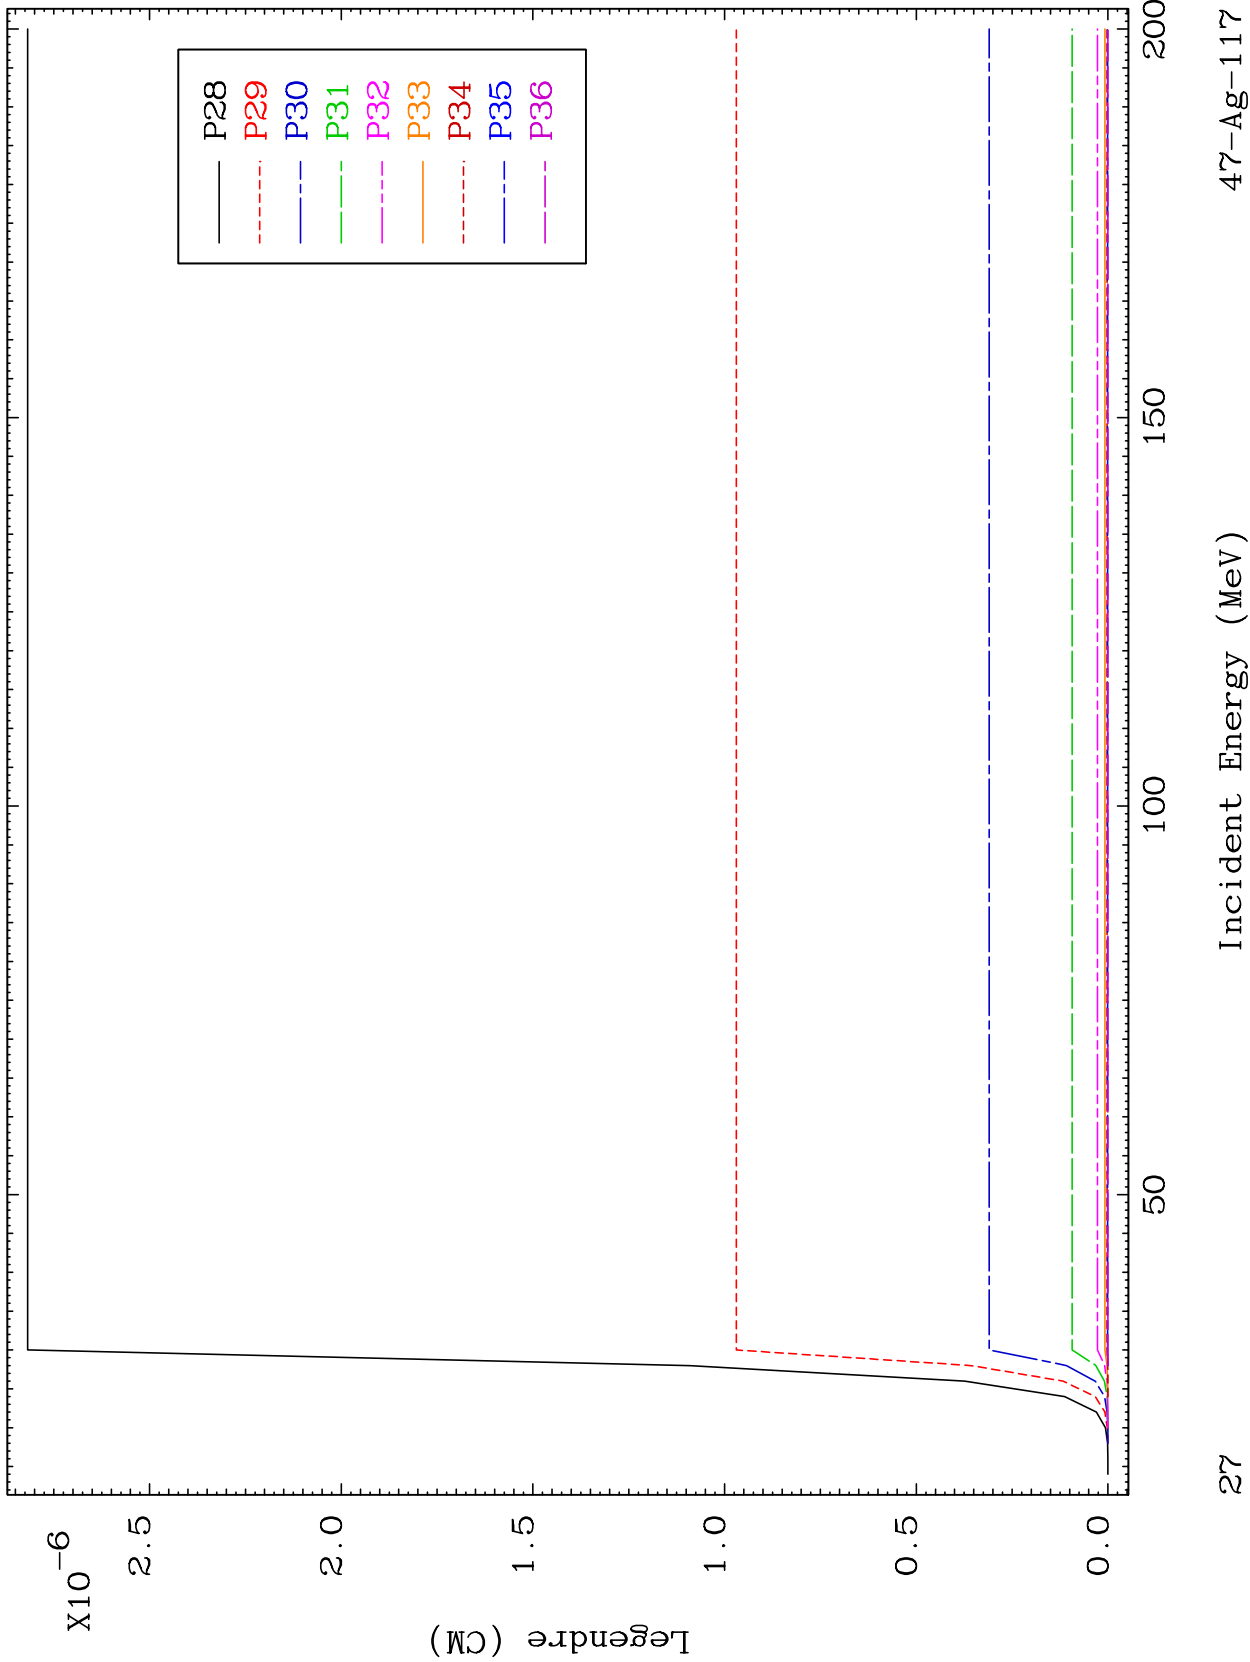 X10-6
2.5
2.0
1.5
1.0
0.5
0.0
Legendre (CM)
P28
P29
P30
P31
P32
P33
P34
P35
P36
50
100
150
200
Incident Energy (MeV)
27
47-Ag-117